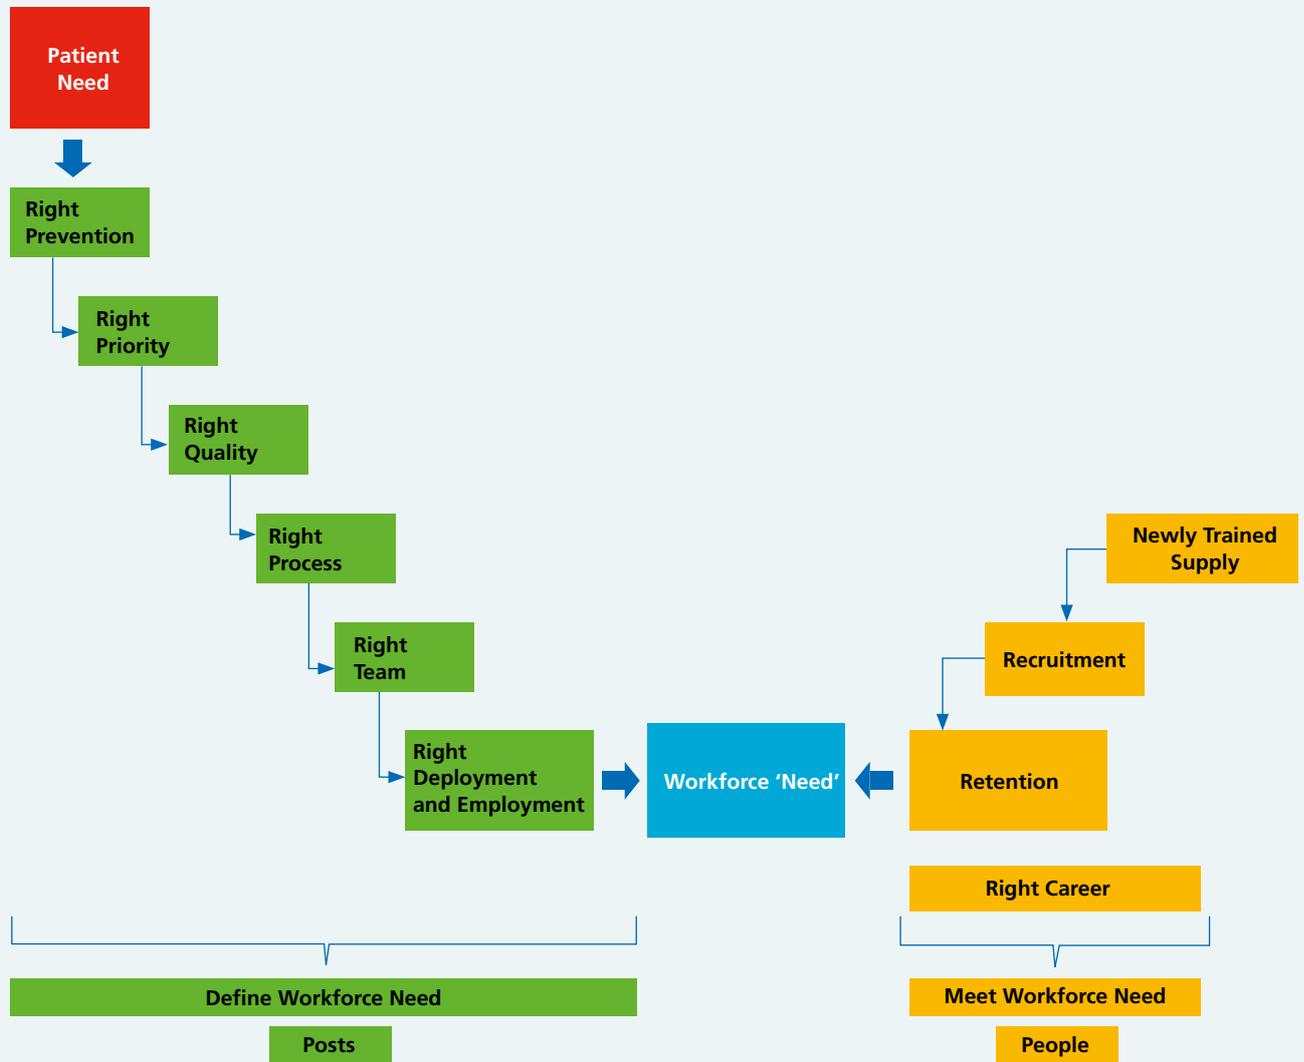 Patient
Need
Right
Prevention
Right
Priority
Right
Quality
Right
Process
Right
Team
Right
Deployment
and Employment
Workforce ‘Need’
Newly Trained
Supply
Recruitment
Retention
Right Career
Define Workforce Need
Posts
Meet Workforce Need
People